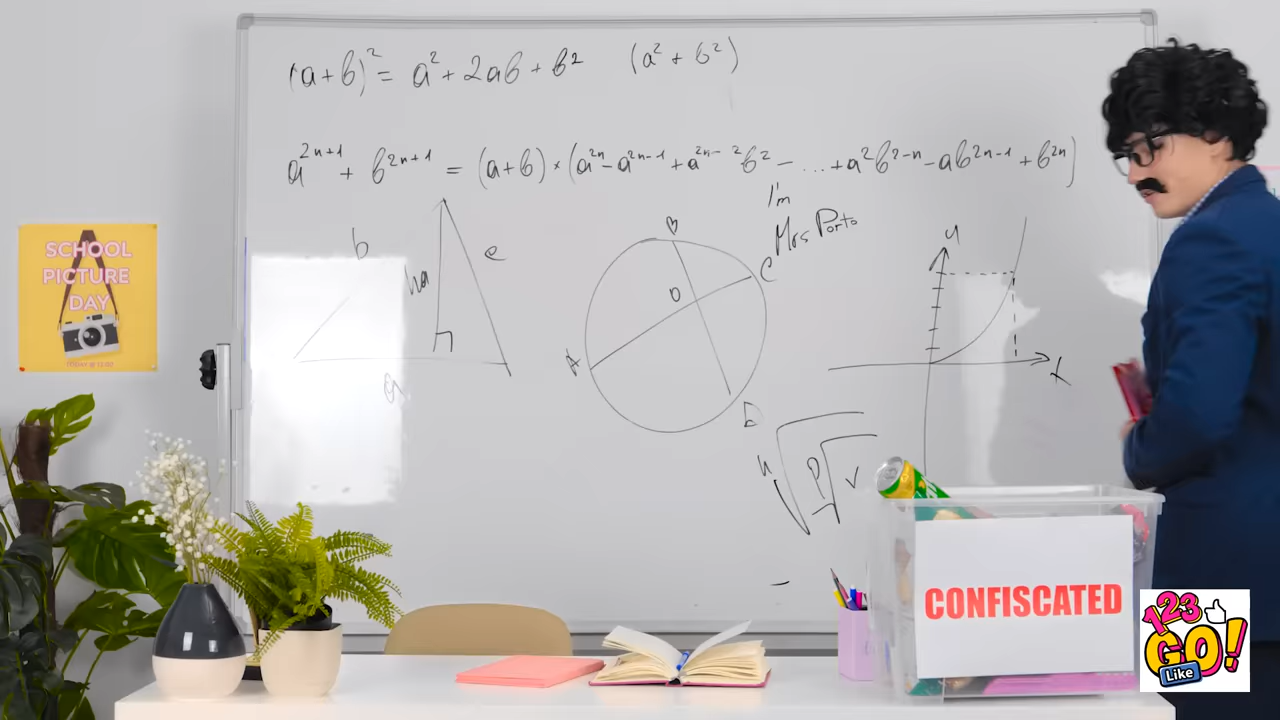 (a+b)² = a² + 2ab + b² (a² + b²)
a²ⁿ⁺¹ + b²ⁿ⁺¹ = (a+b) × (a²ⁿ - a²ⁿ⁻¹ + a²ⁿ⁻ ²b² - ... + a²b²⁻ⁿ - ab²ⁿ⁻¹ + b²ⁿ)
I'm
Mrs Porto
b
ha
c
a
B
O
C
A
D
y
x
n
p
v
SCHOOL
PICTURE
DAY
CONFISCATED
123
GO!
Like